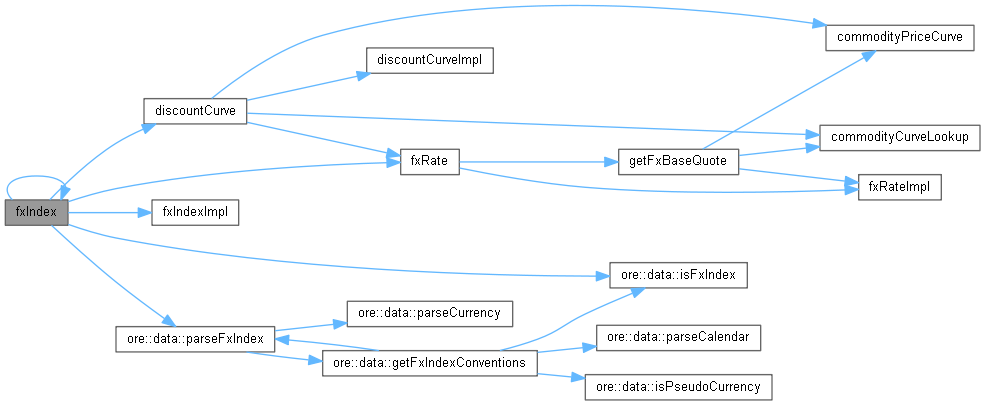 commodityPriceCurve
discountCurveImpl
discountCurve
commodityCurveLookup
fxRate
getFxBaseQuote
fxRateImpl
fxIndex
fxIndexImpl
ore::data::isFxIndex
ore::data::parseCurrency
ore::data::parseFxIndex
ore::data::parseCalendar
ore::data::getFxIndexConventions
ore::data::isPseudoCurrency